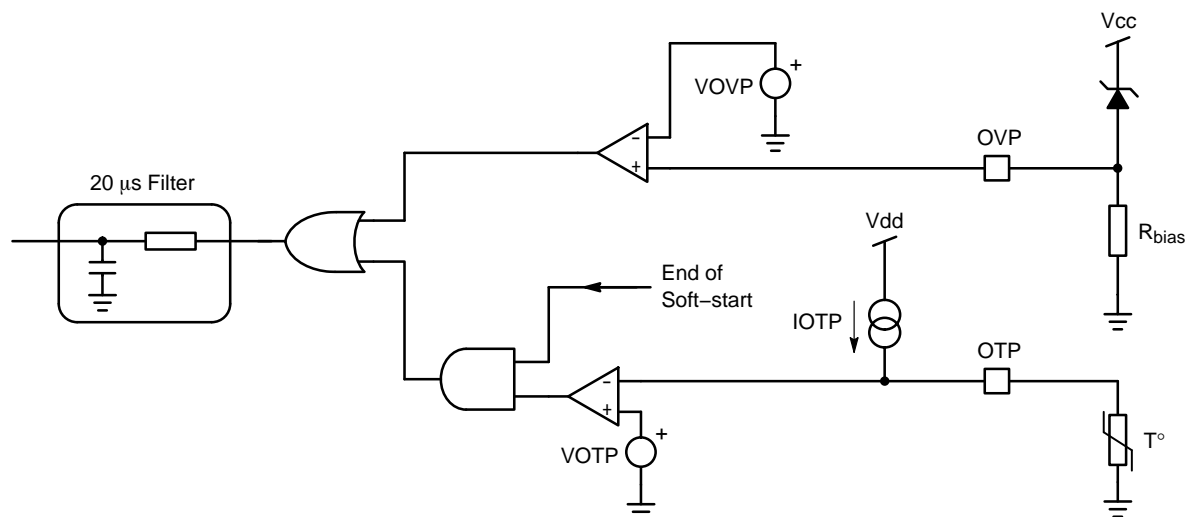 Vcc
+
VOVP
-
+
OVP
20 μs Filter
Rbias
Vdd
End of
Soft−start
IOTP
OTP
-
+
+
VOTP
T°